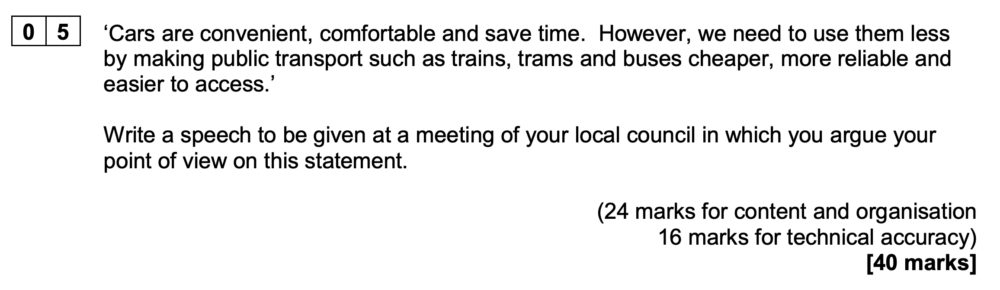 0 5 ‘Cars are convenient, comfortable and save time.  However, we need to use them less
by making public transport such as trains, trams and buses cheaper, more reliable and
easier to access.’
Write a speech to be given at a meeting of your local council in which you argue your
point of view on this statement.
(24 marks for content and organisation
16 marks for technical accuracy)
[40 marks]